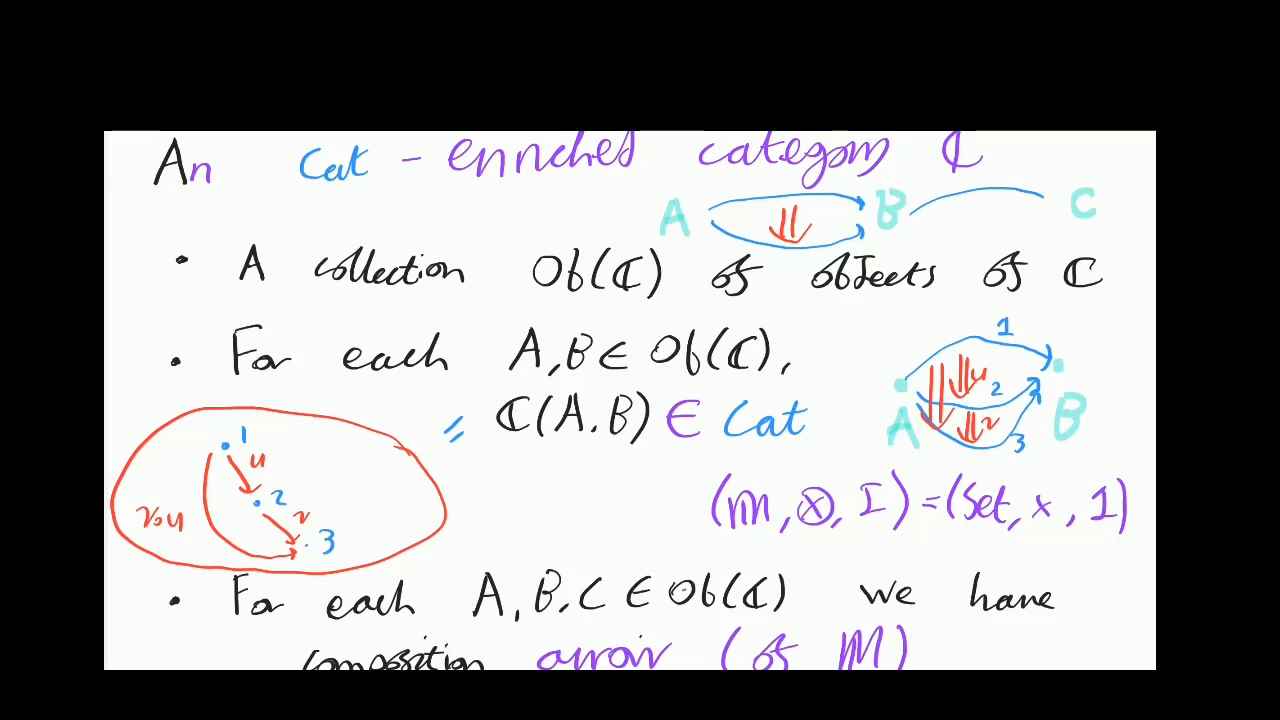 An Cat - enriched category ℂ
A B C
• A collection Ob(ℂ) of objects of ℂ
• For each A, B ∈ Ob(ℂ),
1
u 2
A v B
3
= ℂ(A, B) ∈ Cat
1
u
2
v∘u v
3
(M, ⊗, I) = (Set, ×, 1)
• For each A, B, C ∈ Ob(ℂ) we have
composition arrow (of M)